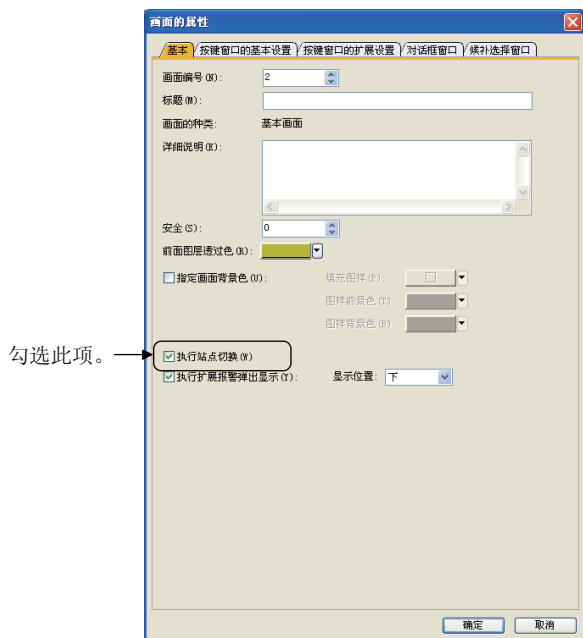 画面的属性
基本 按键窗口的基本设置 按键窗口的扩展设置 对话框窗口 候补选择窗口
画面编号(N): 2
标题(M):
画面的种类: 基本画面
详细说明(E):
安全(S): 0
前面图层透过色(R):
指定画面背景色(U): 填充图样(P):
图样前景色(T):
图样背景色(B):
勾选此项。 执行站点切换(W)
执行扩展报警弹出显示(Y): 显示位置: 下
确定 取消